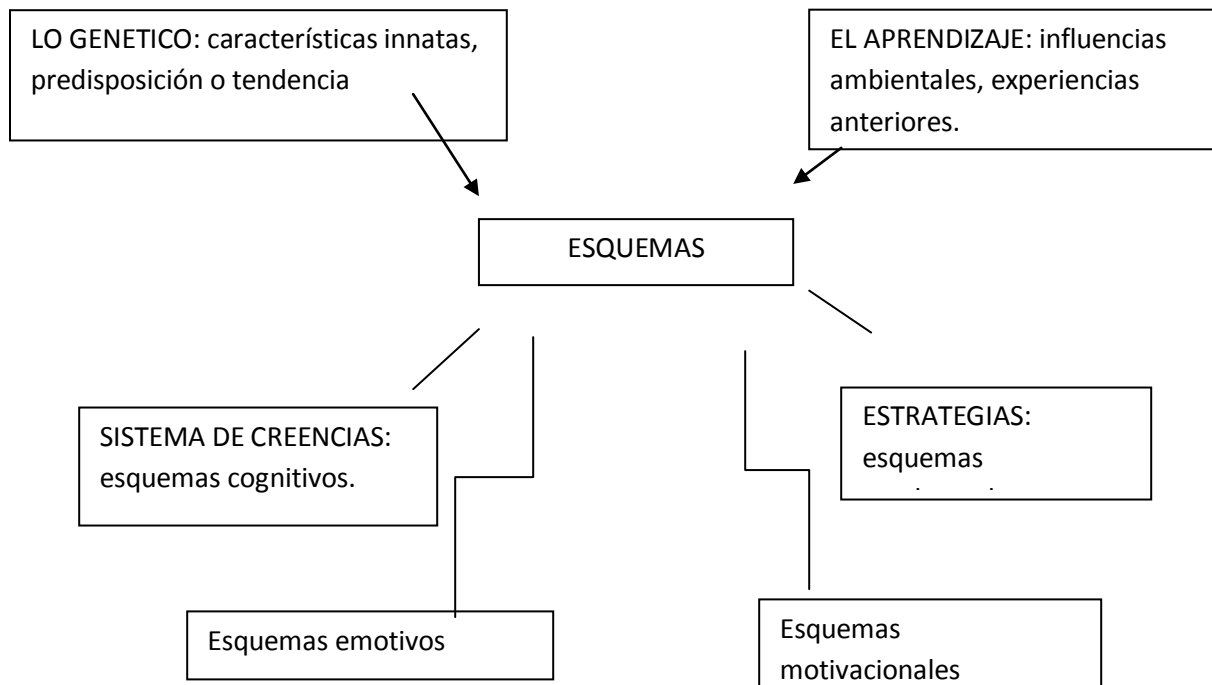 LO GENETICO: características innatas,
predisposición o tendencia
EL APRENDIZAJE: influencias
ambientales, experiencias
anteriores.
ESQUEMAS
SISTEMA DE CREENCIAS:
esquemas cognitivos.
ESTRATEGIAS:
esquemas
Esquemas emotivos
Esquemas
motivacionales